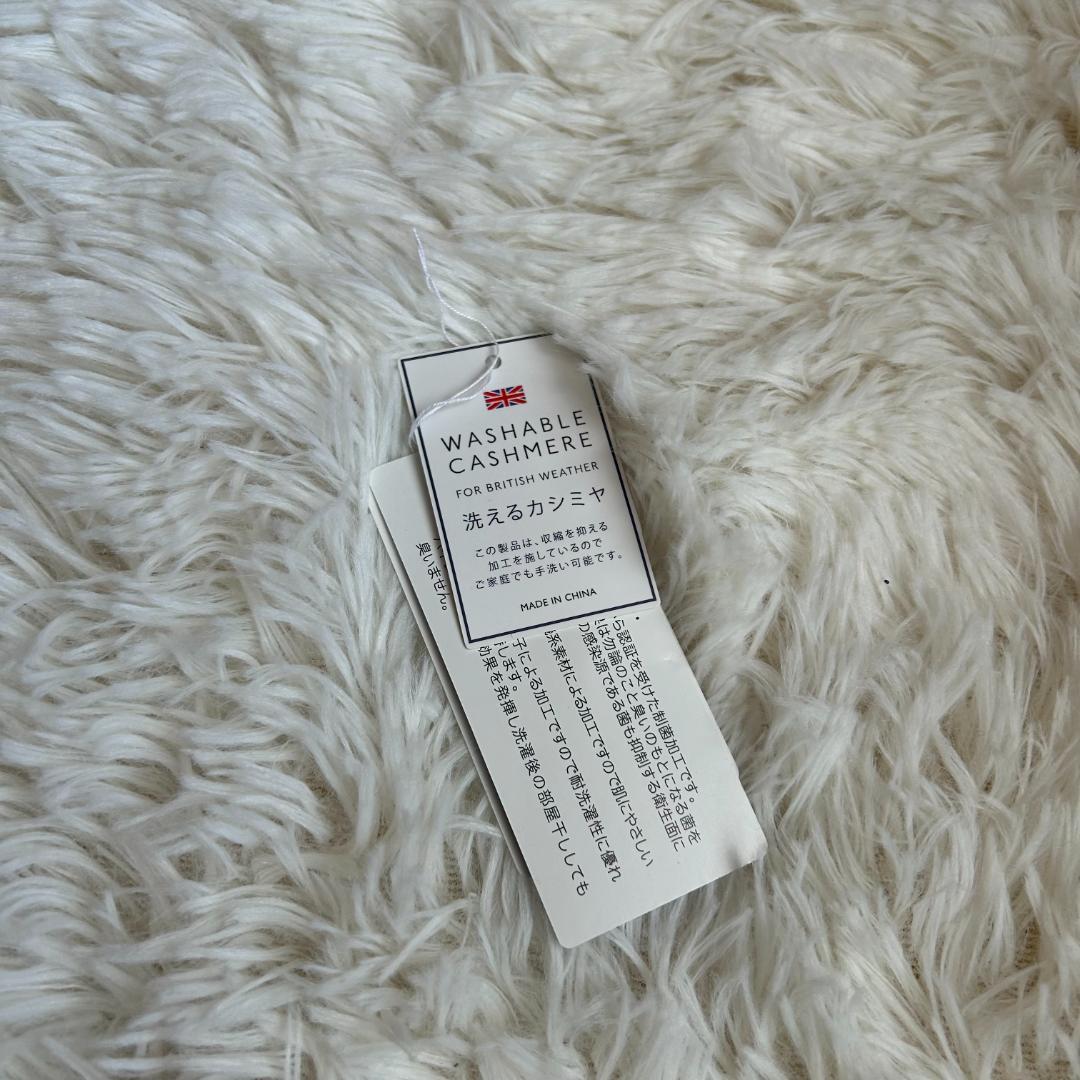 WASHABLE
CASHMERE
FOR BRITISH WEATHER
洗えるカシミヤ
この製品は、収縮を抑える
加工を施しているので
ご家庭でも手洗い可能です。
MADE IN CHINA
ら認証を受けた制菌加工です。
は勿論のこと臭いのもとになる菌を
の感染源である菌も抑制する衛生面に
系素材による加工ですので肌にやさしい
子による加工ですので耐洗濯性に優れ
します。
効果を発揮し洗濯後の部屋干ししても
臭いません。